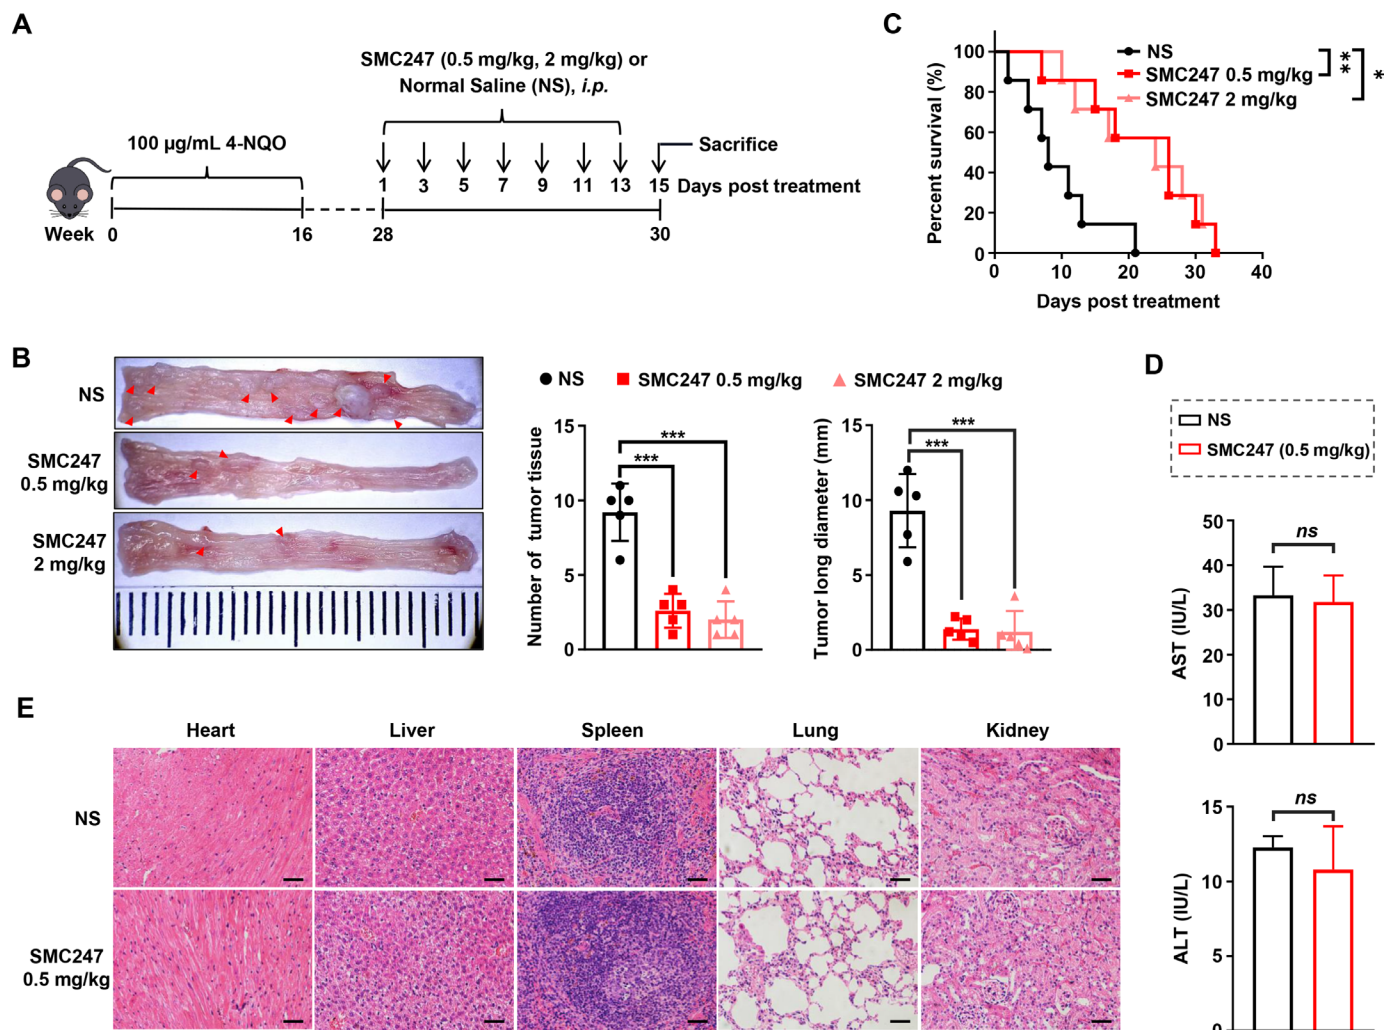 A
SMC247 (0.5 mg/kg, 2 mg/kg) or
Normal Saline (NS), i.p.
100 µg/mL 4-NQO
Sacrifice
1 3 5 7 9 11 13 15 Days post treatment
Week 0 16 28 30
C
Percent survival (%)
100
80
60
40
20
0
0 10 20 30 40
Days post treatment
NS
SMC247 0.5 mg/kg
SMC247 2 mg/kg
**
*
B
NS
SMC247
0.5 mg/kg
SMC247
2 mg/kg
NS SMC247 0.5 mg/kg SMC247 2 mg/kg
Number of tumor tissue
15
10
5
0
***
***
Tumor long diameter (mm)
15
10
5
0
***
***
D
NS
SMC247 (0.5 mg/kg)
AST (IU/L)
50
40
30
20
10
0
ns
ALT (IU/L)
15
10
5
0
ns
E
Heart Liver Spleen Lung Kidney
NS
SMC247
0.5 mg/kg